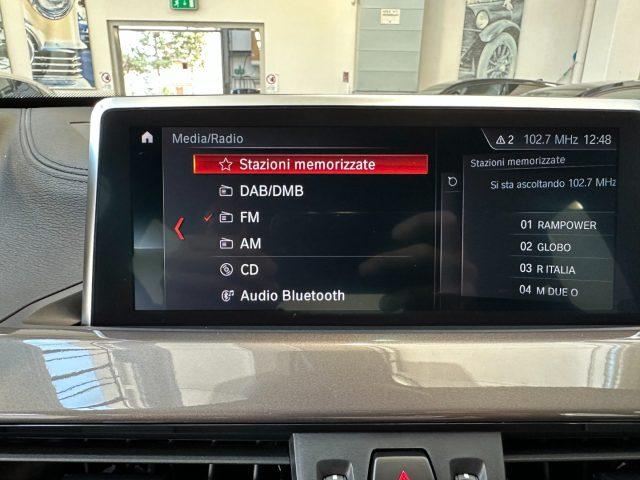 Media/Radio
2 102.7 MHz 12:48
Stazioni memorizzate
DAB/DMB
FM
AM
CD
Audio Bluetooth
Stazioni memorizzate
Si sta ascoltando 102.7 MHz
01 RAMPOWER
02 GLOBO
03 R ITALIA
04 M DUE O